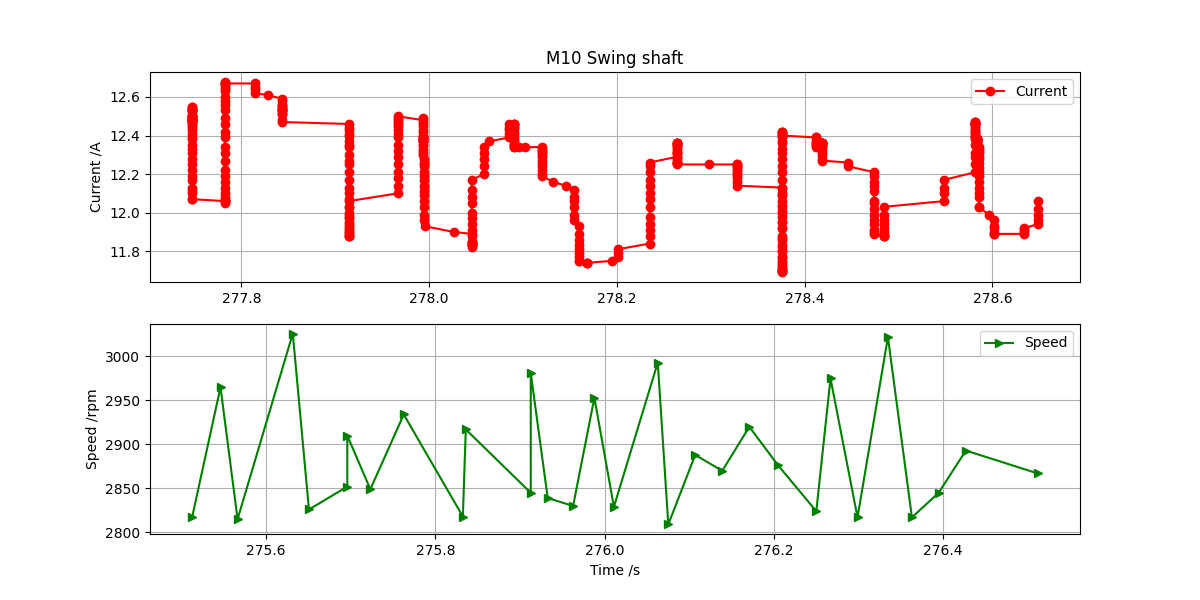 M10 Swing shaft
Current /A
12.6
12.4
12.2
12.0
11.8
Current
277.8 278.0 278.2 278.4 278.6
Speed /rpm
3000
2950
2900
2850
2800
Speed
275.6 275.8 276.0 276.2 276.4
Time /s